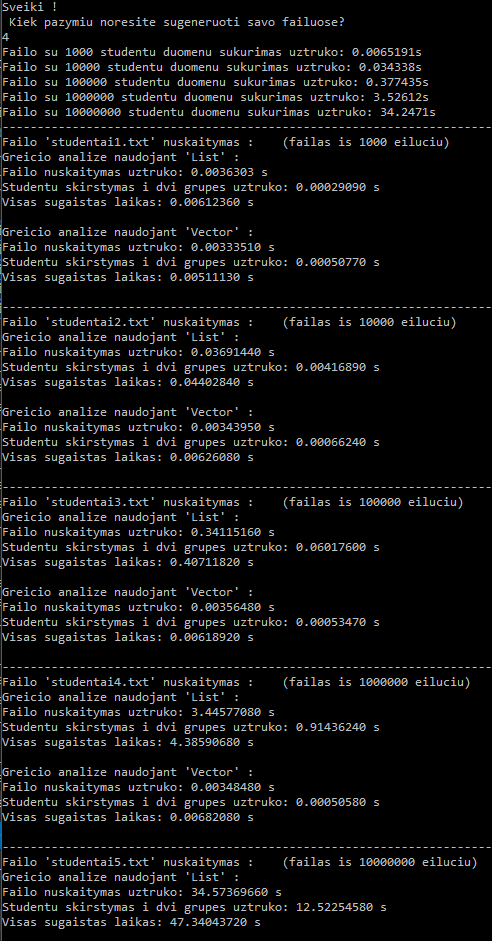 Sveiki !
Kiek pazymiu noresite sugeneruoti savo failuose?
4
Failo su 1000 studentu duomenu sukurimas uztruko: 0.0065191s
Failo su 10000 studentu duomenu sukurimas uztruko: 0.034338s
Failo su 100000 studentu duomenu sukurimas uztruko: 0.377435s
Failo su 1000000 studentu duomenu sukurimas uztruko: 3.52612s
Failo su 10000000 studentu duomenu sukurimas uztruko: 34.2471s
--------------------------------------------------------------------
Failo 'studentai1.txt' nuskaitymas :    (failas is 1000 eiluciu)
Greicio analize naudojant 'List' :
Failo nuskaitymas uztruko: 0.0036303 s
Studentu skirstymas i dvi grupes uztruko: 0.00029090 s
Visas sugaistas laikas: 0.00612360 s

Greicio analize naudojant 'Vector' :
Failo nuskaitymas uztruko: 0.00333510 s
Studentu skirstymas i dvi grupes uztruko: 0.00050770 s
Visas sugaistas laikas: 0.00511130 s

--------------------------------------------------------------------
Failo 'studentai2.txt' nuskaitymas :    (failas is 10000 eiluciu)
Greicio analize naudojant 'List' :
Failo nuskaitymas uztruko: 0.03691440 s
Studentu skirstymas i dvi grupes uztruko: 0.00416890 s
Visas sugaistas laikas: 0.04402840 s

Greicio analize naudojant 'Vector' :
Failo nuskaitymas uztruko: 0.00343950 s
Studentu skirstymas i dvi grupes uztruko: 0.00066240 s
Visas sugaistas laikas: 0.00626080 s

--------------------------------------------------------------------
Failo 'studentai3.txt' nuskaitymas :    (failas is 100000 eiluciu)
Greicio analize naudojant 'List' :
Failo nuskaitymas uztruko: 0.34115160 s
Studentu skirstymas i dvi grupes uztruko: 0.06017600 s
Visas sugaistas laikas: 0.40711820 s

Greicio analize naudojant 'Vector' :
Failo nuskaitymas uztruko: 0.00356480 s
Studentu skirstymas i dvi grupes uztruko: 0.00053470 s
Visas sugaistas laikas: 0.00618920 s

--------------------------------------------------------------------
Failo 'studentai4.txt' nuskaitymas :    (failas is 1000000 eiluciu)
Greicio analize naudojant 'List' :
Failo nuskaitymas uztruko: 3.44577080 s
Studentu skirstymas i dvi grupes uztruko: 0.91436240 s
Visas sugaistas laikas: 4.38590680 s

Greicio analize naudojant 'Vector' :
Failo nuskaitymas uztruko: 0.00348480 s
Studentu skirstymas i dvi grupes uztruko: 0.00050580 s
Visas sugaistas laikas: 0.00682080 s

--------------------------------------------------------------------
Failo 'studentai5.txt' nuskaitymas :    (failas is 10000000 eiluciu)
Greicio analize naudojant 'List' :
Failo nuskaitymas uztruko: 34.57369660 s
Studentu skirstymas i dvi grupes uztruko: 12.52254580 s
Visas sugaistas laikas: 47.34043720 s